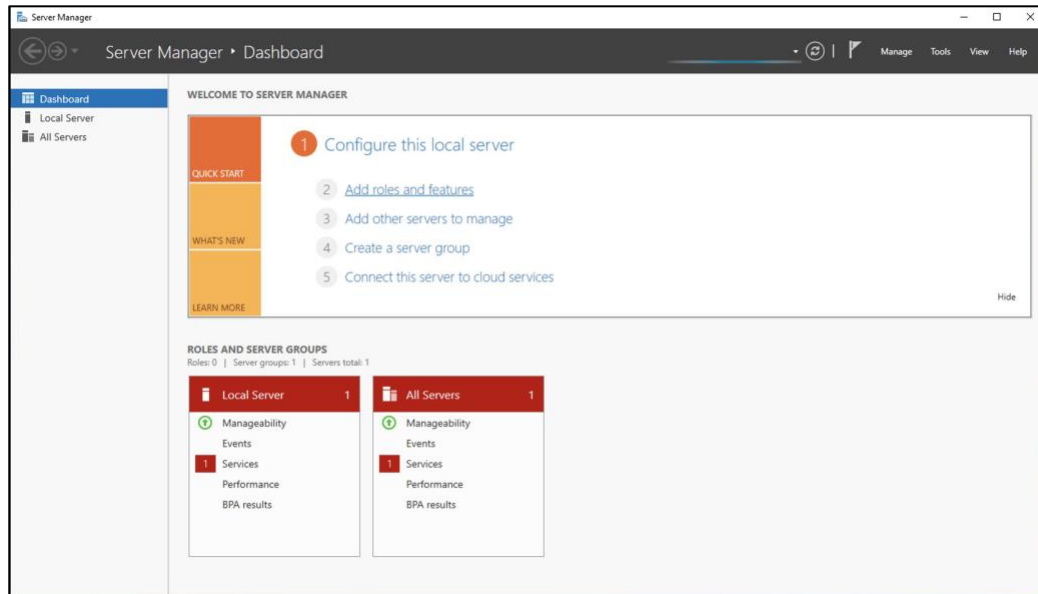 Server Manager
Server Manager • Dashboard
Manage Tools View Help
Dashboard
Local Server
All Servers
WELCOME TO SERVER MANAGER
QUICK START
WHAT'S NEW
LEARN MORE
1 Configure this local server
2 Add roles and features
3 Add other servers to manage
4 Create a server group
5 Connect this server to cloud services
Hide
ROLES AND SERVER GROUPS
Roles: 0 | Server groups: 1 | Servers total: 1
Local Server 1
Manageability
Events
1 Services
Performance
BPA results
All Servers 1
Manageability
Events
1 Services
Performance
BPA results